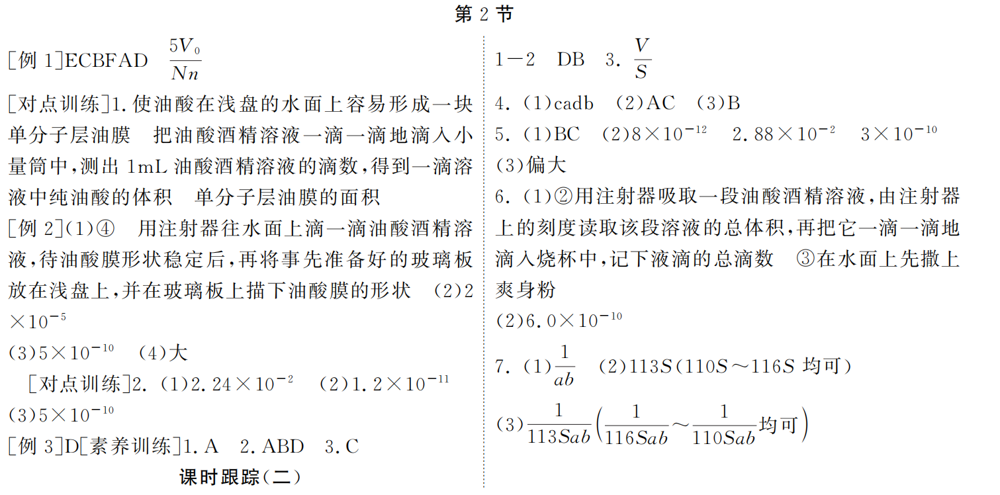 第 2 节
[例 1]ECBFAD $\frac{5V_0}{Nn}$
[对点训练]1. 使油酸在浅盘的水面上容易形成一块
单分子层油膜 把油酸酒精溶液一滴一滴地滴入小
量筒中,测出 1mL 油酸酒精溶液的滴数,得到一滴溶
液中纯油酸的体积 单分子层油膜的面积
[例 2](1)④ 用注射器往水面上滴一滴油酸酒精溶
液,待油酸膜形状稳定后,再将事先准备好的玻璃板
放在浅盘上,并在玻璃板上描下油酸膜的形状 (2)2
×10⁻⁵
(3)5×10⁻¹⁰ (4)大
[对点训练]2. (1)2.24×10⁻² (2)1.2×10⁻¹¹
(3)5×10⁻¹⁰
[例 3]D[素养训练]1. A 2. ABD 3. C
课时跟踪(二)
1-2 DB 3. $\frac{V}{S}$
4. (1)cadb (2)AC (3)B
5. (1)BC (2)8×10⁻¹² 2.88×10⁻² 3×10⁻¹⁰
(3)偏大
6. (1)②用注射器吸取一段油酸酒精溶液,由注射器
上的刻度读取该段溶液的总体积,再把它一滴一滴地
滴入烧杯中,记下液滴的总滴数 ③在水面上先撒上
爽身粉
(2)6.0×10⁻¹⁰
7. (1)$\frac{1}{ab}$ (2)113S(110S～116S 均可)
(3)$\frac{1}{113Sab}$($\frac{1}{116Sab}$～$\frac{1}{110Sab}$均可)